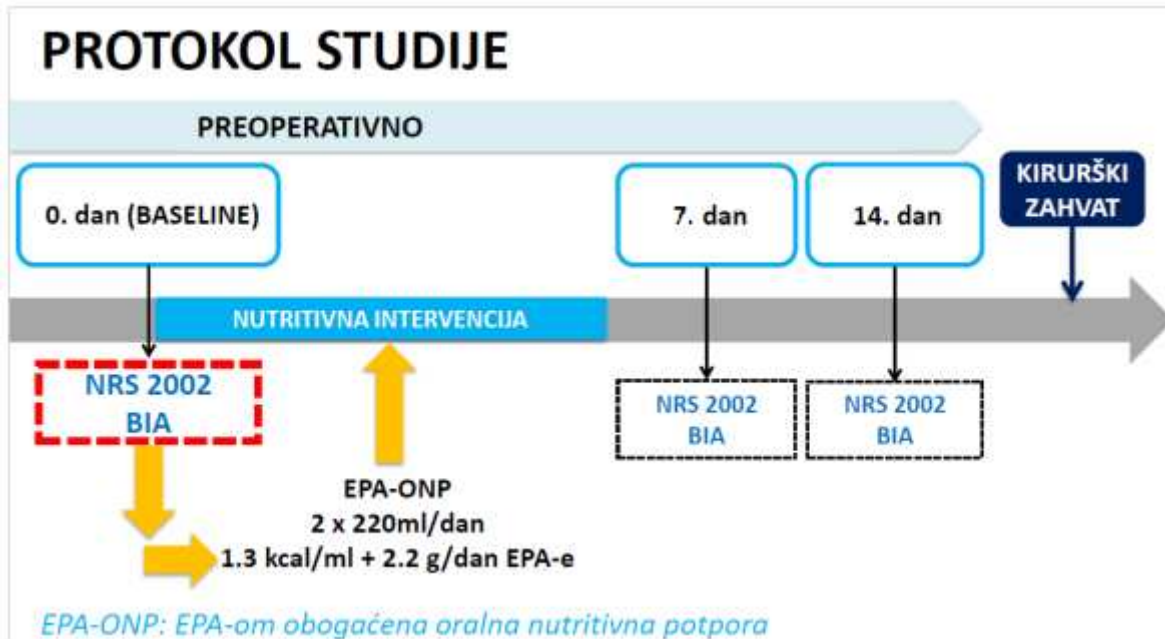 PROTOKOL STUDIJE
PREOPERATIVNO
0. dan (BASELINE)
7. dan
14. dan
KIRURŠKI
ZAHVAT
NUTRITIVNA INTERVENCIJA
NRS 2002
BIA
NRS 2002
BIA
NRS 2002
BIA
EPA-ONP
2 x 220ml/dan
1.3 kcal/ml + 2.2 g/dan EPA-e
EPA-ONP: EPA-om obogaćena oralna nutritivna potpora